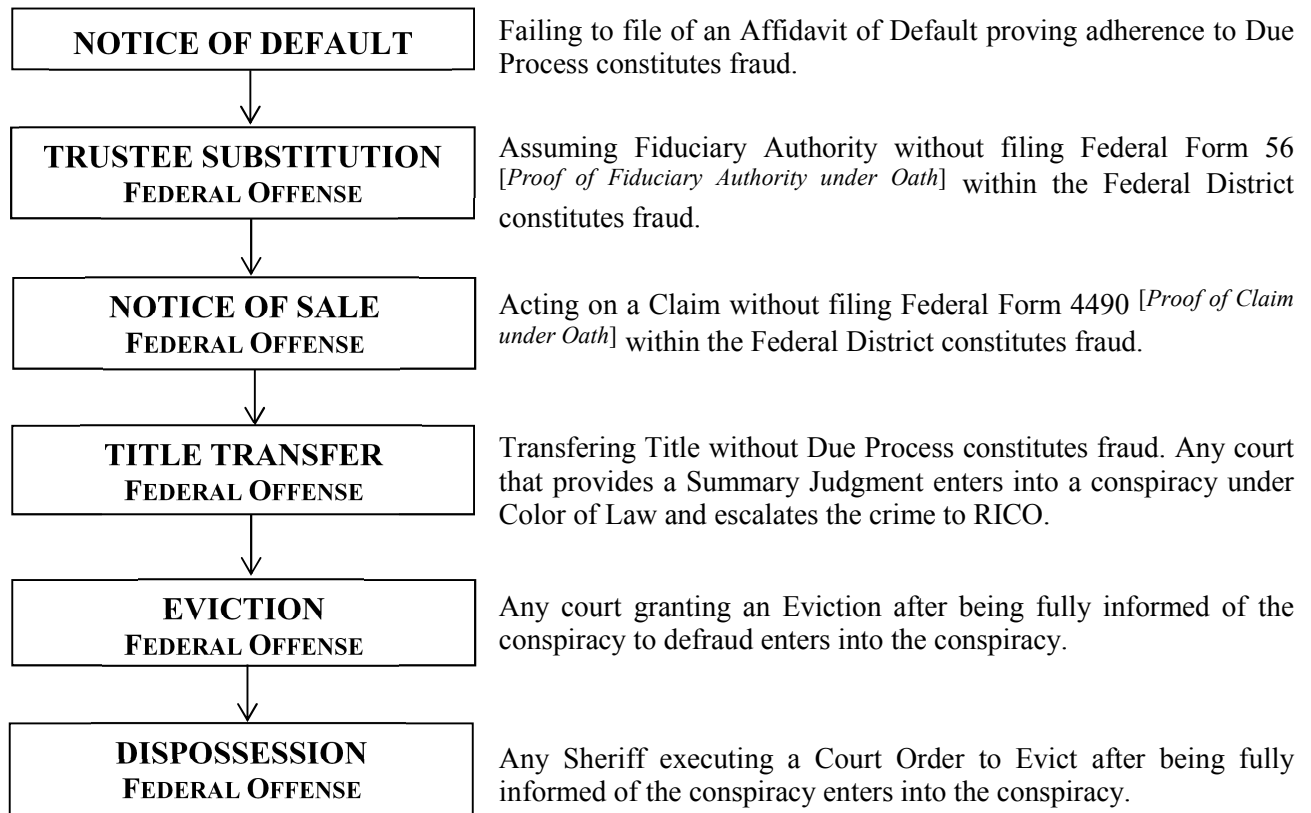 NOTICE OF DEFAULT
Failing to file of an Affidavit of Default proving adherence to Due
Process constitutes fraud.
TRUSTEE SUBSTITUTION
FEDERAL OFFENSE
Assuming Fiduciary Authority without filing Federal Form 56
[Proof of Fiduciary Authority under Oath] within the Federal District
constitutes fraud.
NOTICE OF SALE
FEDERAL OFFENSE
Acting on a Claim without filing Federal Form 4490 [Proof of Claim
under Oath] within the Federal District constitutes fraud.
TITLE TRANSFER
FEDERAL OFFENSE
Transfering Title without Due Process constitutes fraud. Any court
that provides a Summary Judgment enters into a conspiracy under
Color of Law and escalates the crime to RICO.
EVICTION
FEDERAL OFFENSE
Any court granting an Eviction after being fully informed of the
conspiracy to defraud enters into the conspiracy.
DISPOSSESSION
FEDERAL OFFENSE
Any Sheriff executing a Court Order to Evict after being fully
informed of the conspiracy enters into the conspiracy.